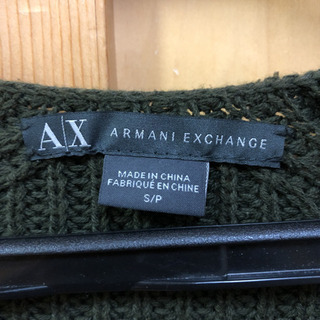 A|X ARMANI EXCHANGE
MADE IN CHINA
FABRIQUÉ EN CHINE
S/P